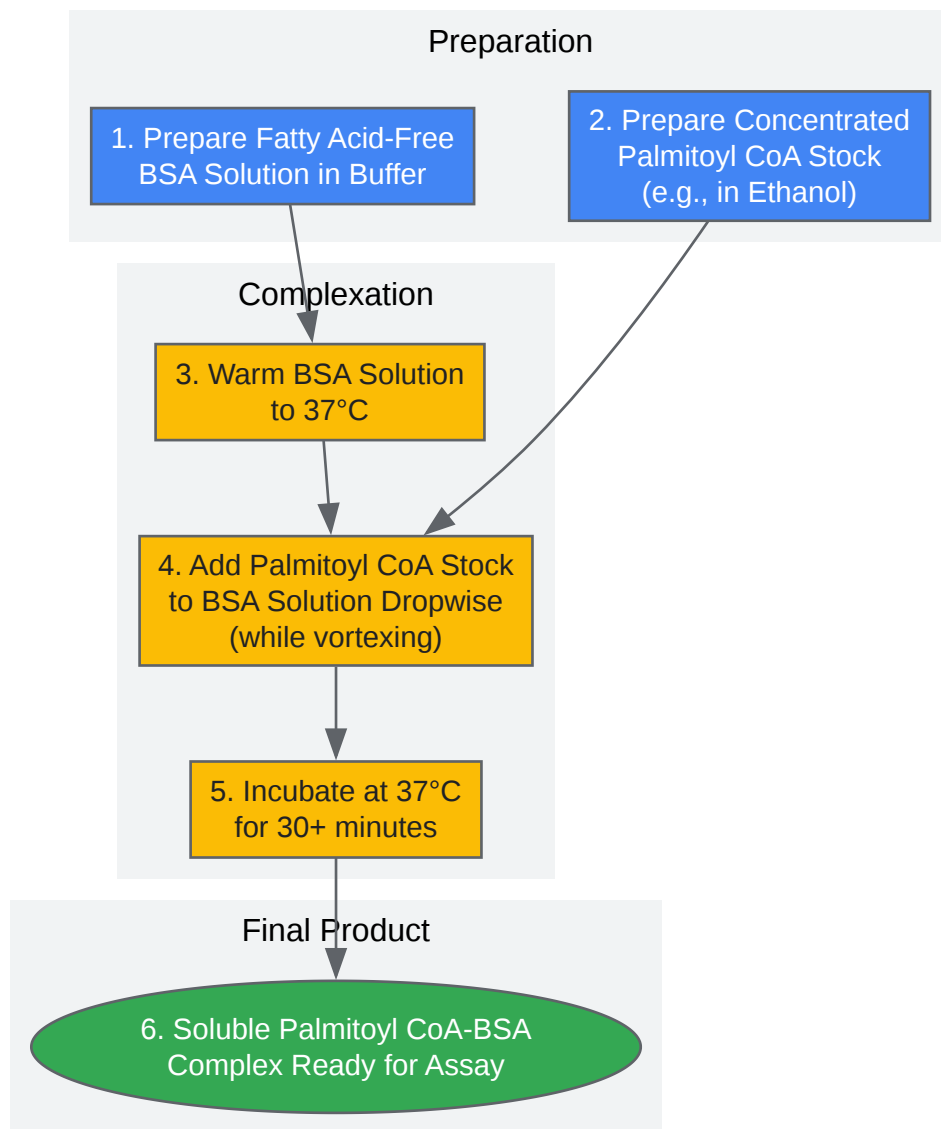 Preparation
1. Prepare Fatty Acid-Free
BSA Solution in Buffer
2. Prepare Concentrated
Palmitoyl CoA Stock
(e.g., in Ethanol)
Complexation
3. Warm BSA Solution
to 37°C
4. Add Palmitoyl CoA Stock
to BSA Solution Dropwise
(while vortexing)
5. Incubate at 37°C
for 30+ minutes
Final Product
6. Soluble Palmitoyl CoA-BSA
Complex Ready for Assay